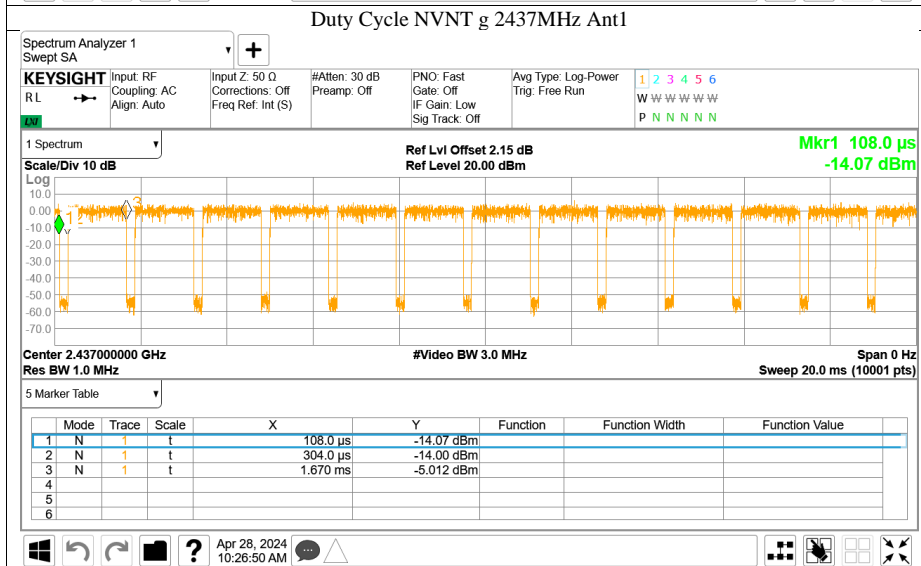 Duty Cycle NVNT g 2437MHz Ant1
Spectrum Analyzer 1
Swept SA
KEYSIGHT
R L
LXI
Input: RF
Coupling: AC
Align: Auto
Input Z: 50 Ω
Corrections: Off
Freq Ref: Int (S)
#Atten: 30 dB
Preamp: Off
PNO: Fast
Gate: Off
IF Gain: Low
Sig Track: Off
Avg Type: Log-Power
Trig: Free Run
1 2 3 4 5 6
W W W W W W
P N N N N N
1 Spectrum
Scale/Div 10 dB
Ref Lvl Offset 2.15 dB
Ref Level 20.00 dBm
Mkr1 108.0 µs
-14.07 dBm
Log
10.0
0.00
-10.0
-20.0
-30.0
-40.0
-50.0
-60.0
-70.0
1 2 3
Center 2.437000000 GHz
#Video BW 3.0 MHz
Span 0 Hz
Res BW 1.0 MHz
Sweep 20.0 ms (10001 pts)
5 Marker Table
Mode Trace Scale X Y Function Function Width Function Value
1 N 1 t 108.0 µs -14.07 dBm
2 N 1 t 304.0 µs -14.00 dBm
3 N 1 t 1.670 ms -5.012 dBm
4
5
6
?
Apr 28, 2024
10:26:50 AM